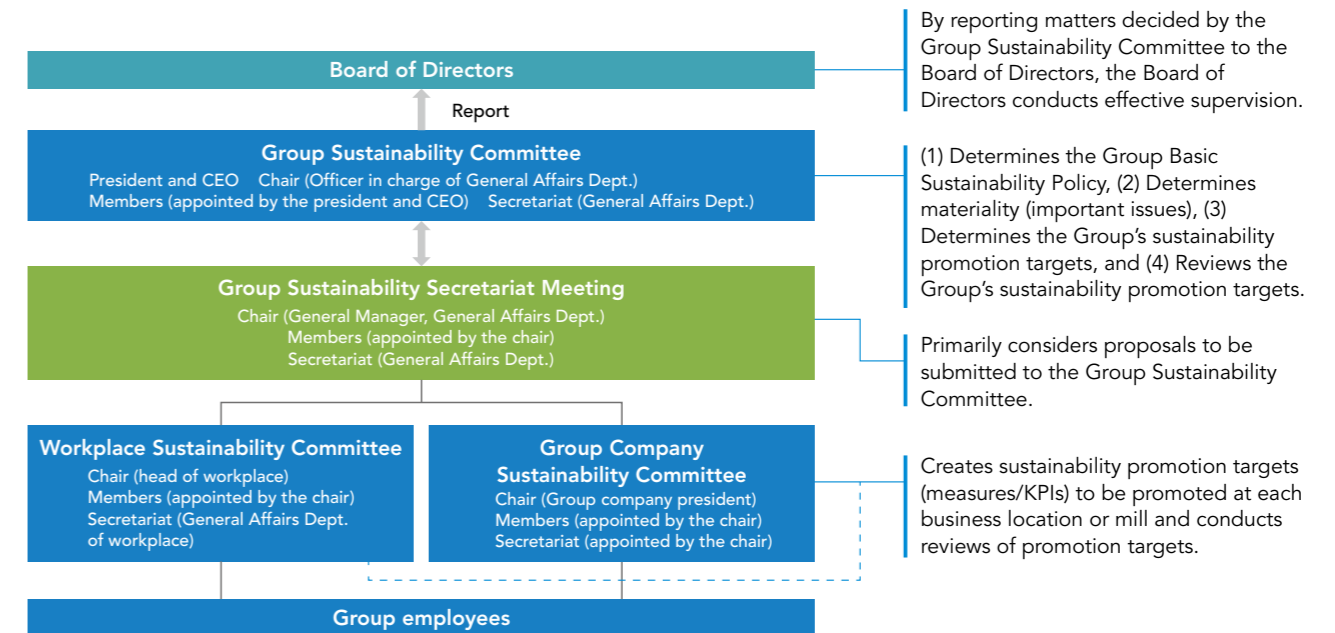 Board of Directors
Report
Group Sustainability Committee
President and CEO Chair (Officer in charge of General Affairs Dept.)
Members (appointed by the president and CEO) Secretariat (General Affairs Dept.)
Group Sustainability Secretariat Meeting
Chair (General Manager, General Affairs Dept.)
Members (appointed by the chair)
Secretariat (General Affairs Dept.)
Workplace Sustainability Committee
Chair (head of workplace)
Members (appointed by the chair)
Secretariat (General Affairs Dept.
of workplace)
Group Company
Sustainability Committee
Chair (Group company president)
Members (appointed by the chair)
Secretariat (appointed by the chair)
Group employees
By reporting matters decided by the
Group Sustainability Committee to the
Board of Directors, the Board of
Directors conducts effective supervision.
(1) Determines the Group Basic
Sustainability Policy, (2) Determines
materiality (important issues), (3)
Determines the Group’s sustainability
promotion targets, and (4) Reviews the
Group’s sustainability promotion targets.
Primarily considers proposals to be
submitted to the Group Sustainability
Committee.
Creates sustainability promotion targets
(measures/KPIs) to be promoted at each
business location or mill and conducts
reviews of promotion targets.